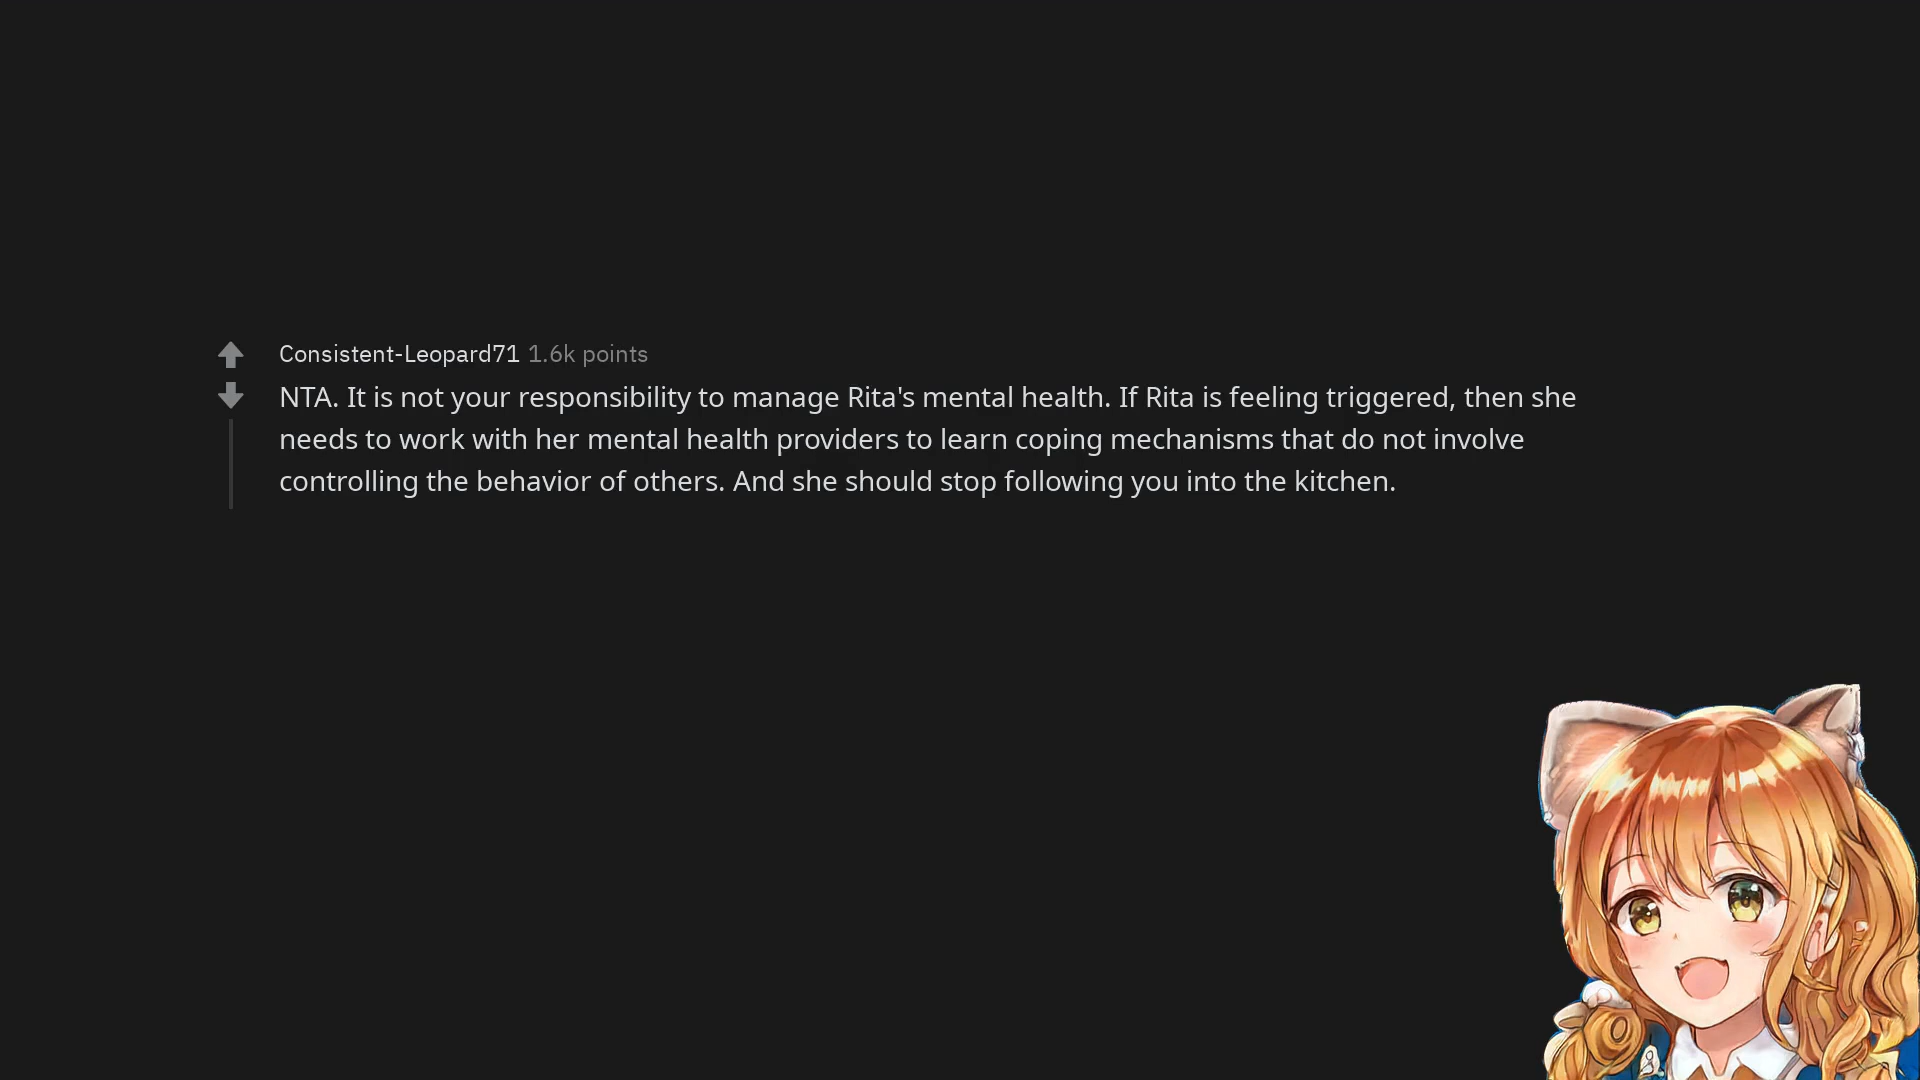 Consistent-Leopard71 1.6k points
NTA. It is not your responsibility to manage Rita's mental health. If Rita is feeling triggered, then she
needs to work with her mental health providers to learn coping mechanisms that do not involve
controlling the behavior of others. And she should stop following you into the kitchen.